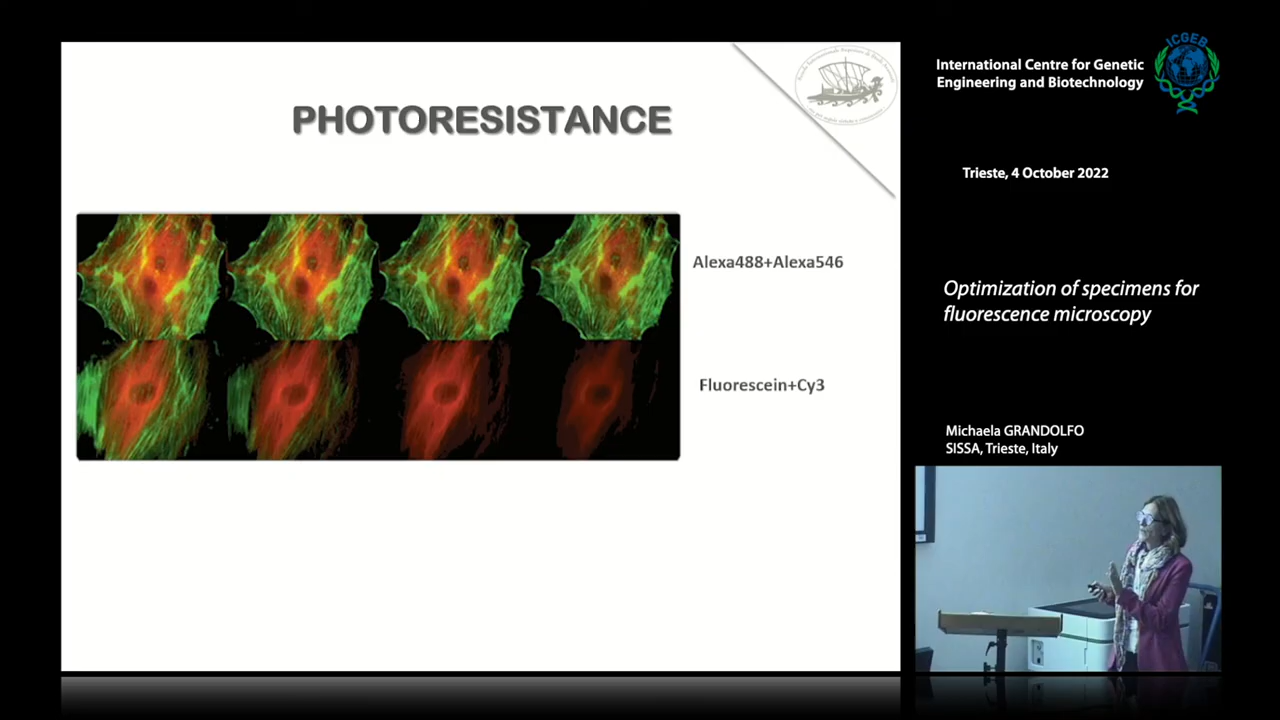 PHOTORESISTANCE
Alexa488+Alexa546
Fluorescein+Cy3
ICGEB
International Centre for Genetic
Engineering and Biotechnology
Trieste, 4 October 2022
Optimization of specimens for
fluorescence microscopy
Michaela GRANDOLFO
SISSA, Trieste, Italy